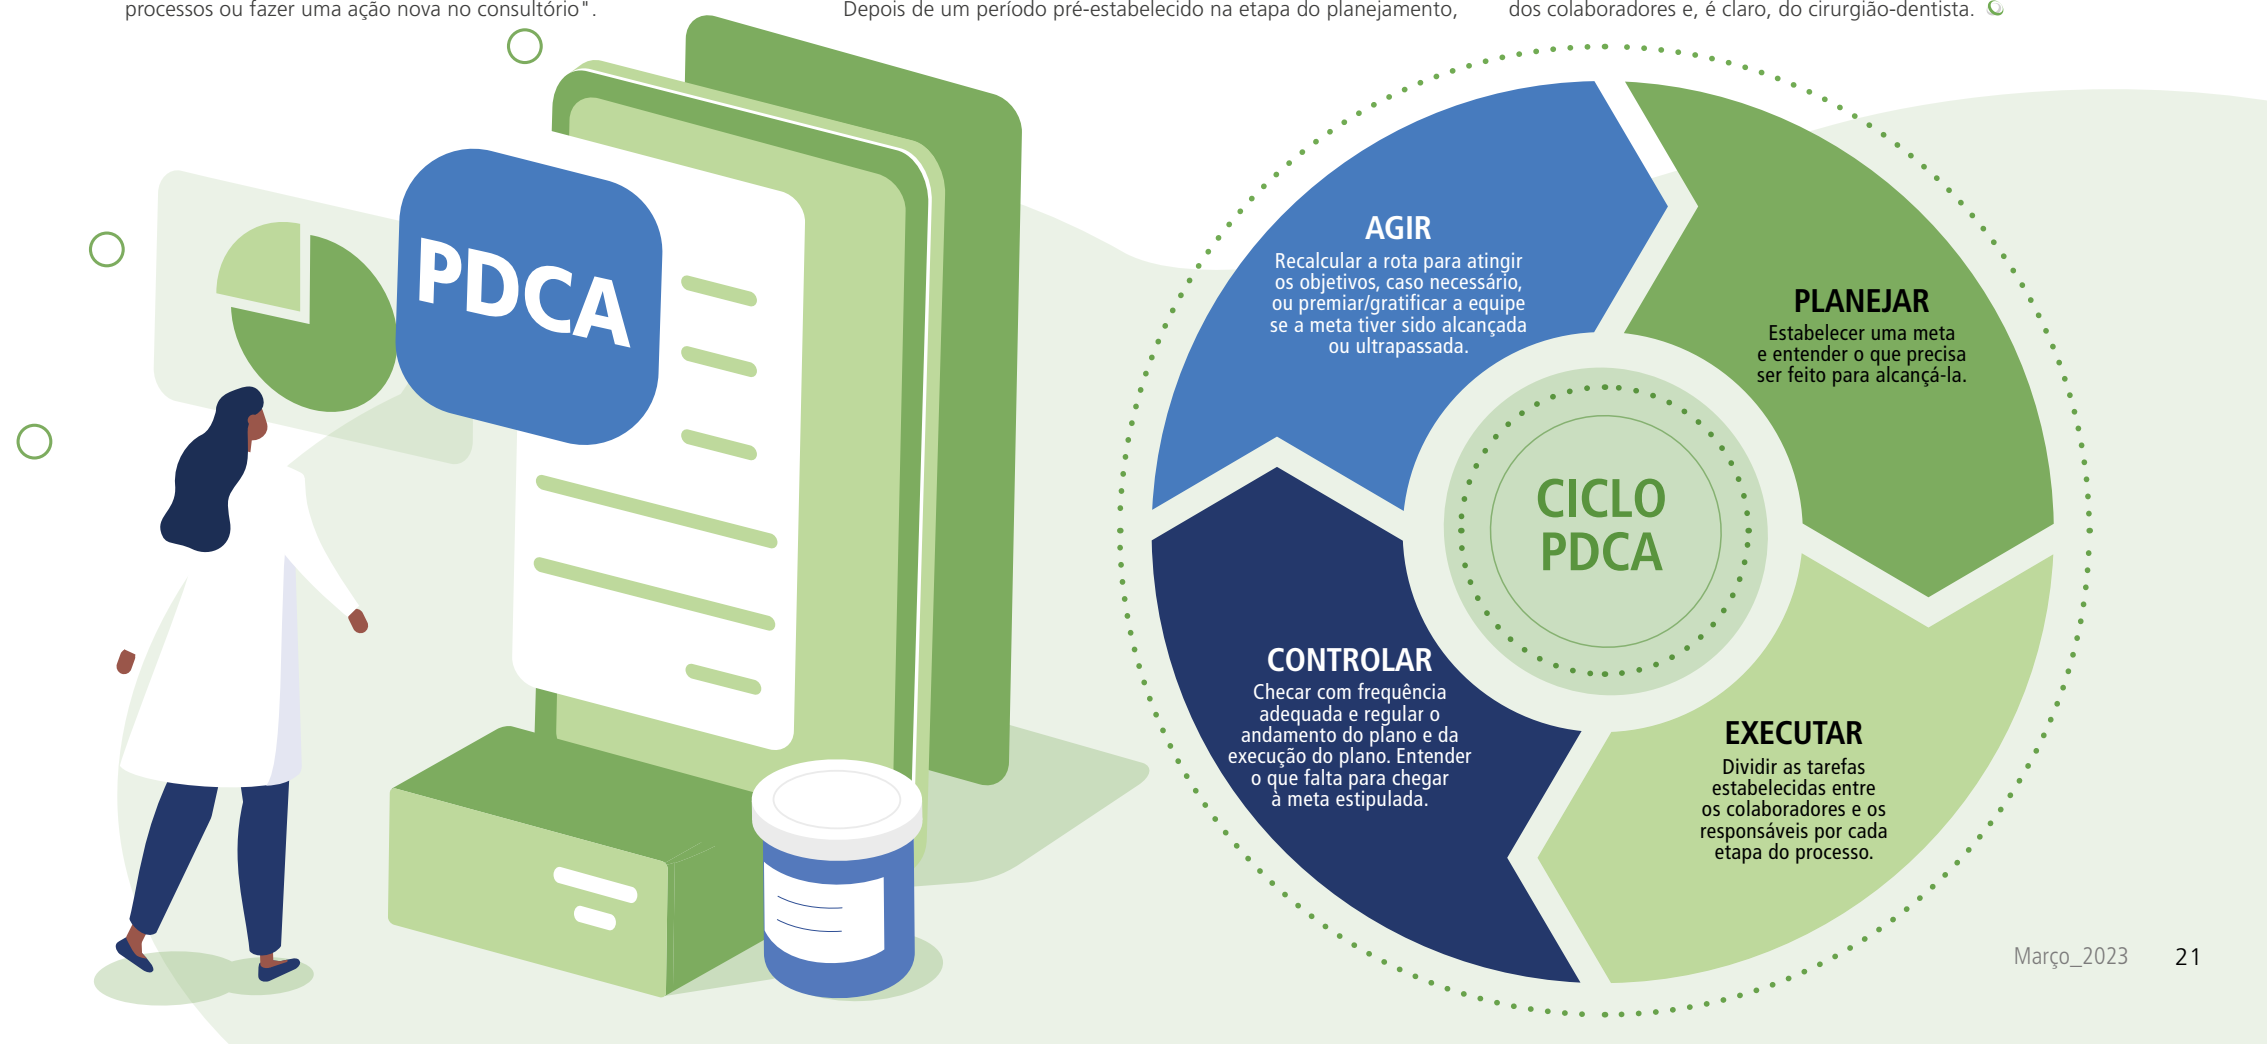 processos ou fazer uma ação nova no consultório".
Depois de um período pré-estabelecido na etapa do planejamento,
dos colaboradores e, é claro, do cirurgião-dentista.
PDCA
AGIR
Recalcular a rota para atingir
os objetivos, caso necessário,
ou premiar/gratificar a equipe
se a meta tiver sido alcançada
ou ultrapassada.
PLANEJAR
Estabelecer uma meta
e entender o que precisa
ser feito para alcançá-la.
CICLO
PDCA
CONTROLAR
Checar com frequência
adequada e regular o
andamento do plano e da
execução do plano. Entender
o que falta para chegar
à meta estipulada.
EXECUTAR
Dividir as tarefas
estabelecidas entre
os colaboradores e os
responsáveis por cada
etapa do processo.
Março_2023 21